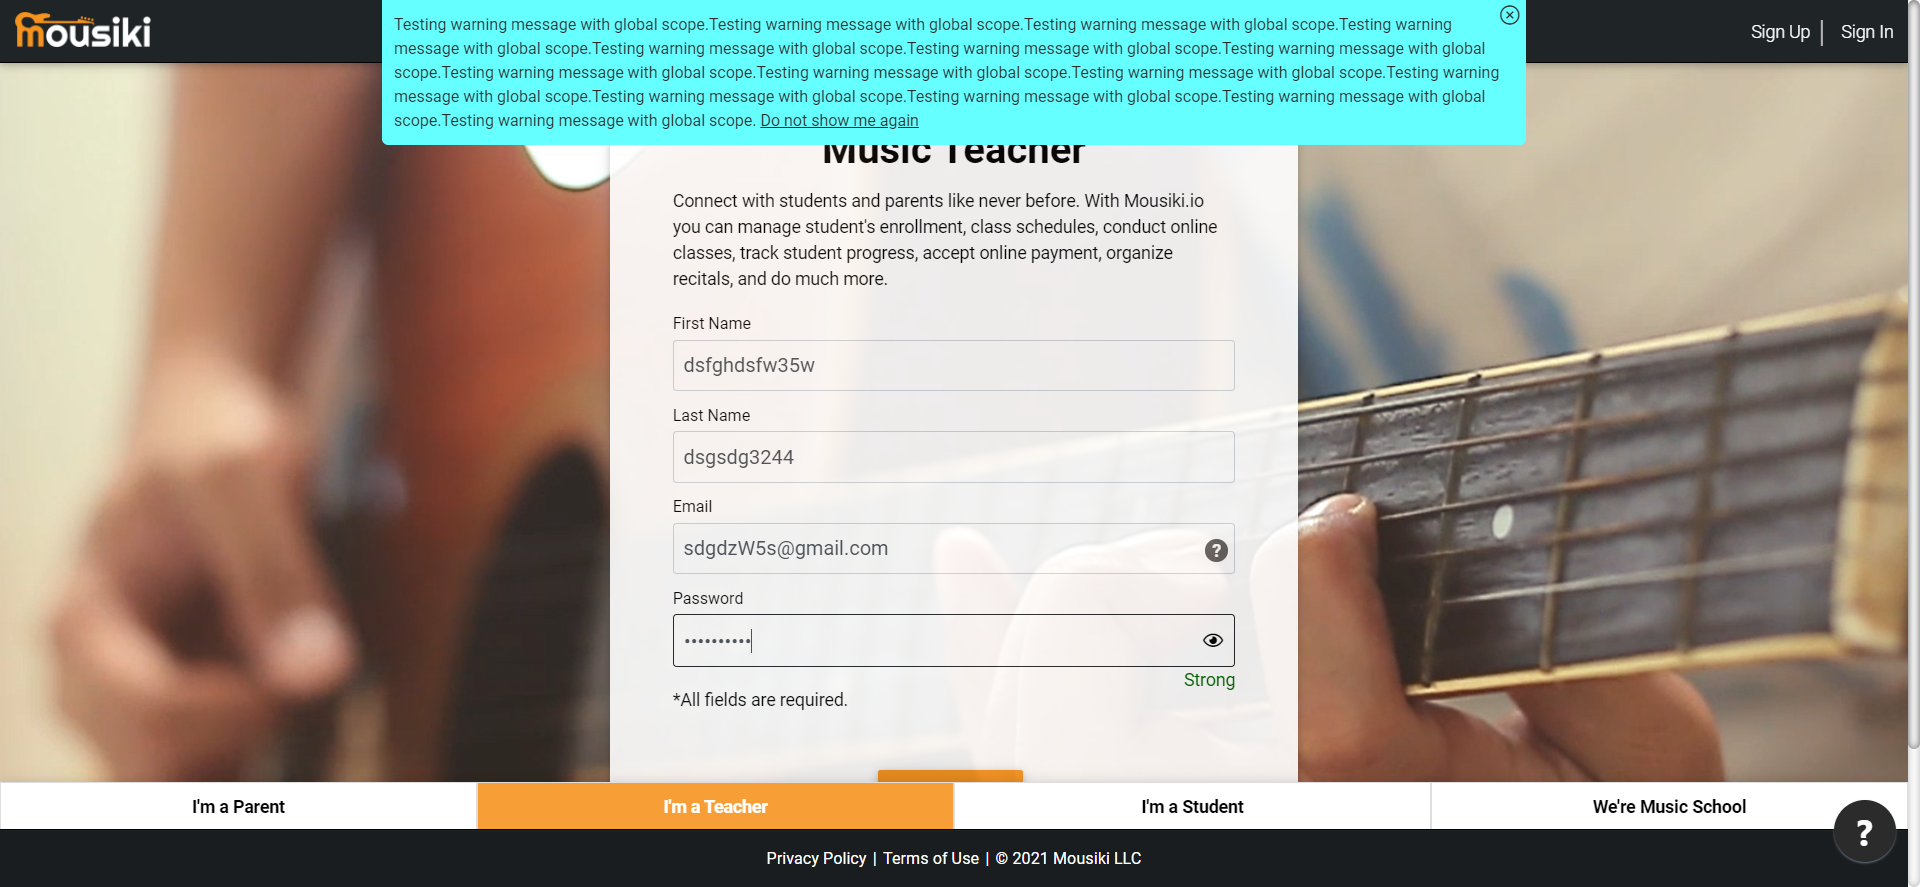 mousiki
Testing warning message with global scope.Testing warning message with global scope.Testing warning message with global scope.Testing warning
message with global scope.Testing warning message with global scope.Testing warning message with global scope.Testing warning message with global
scope.Testing warning message with global scope.Testing warning message with global scope.Testing warning message with global scope.Testing warning
message with global scope.Testing warning message with global scope.Testing warning message with global scope.Testing warning message with global
scope.Testing warning message with global scope. Do not show me again
Sign Up
Sign In
Music Teacher
Connect with students and parents like never before. With Mousiki.io
you can manage student's enrollment, class schedules, conduct online
classes, track student progress, accept online payment, organize
recitals, and do much more.
First Name
dsfghdsfw35w
Last Name
dsgsdg3244
Email
sdgdzW5s@gmail.com
?
Password
••••••••••
Strong
*All fields are required.
I'm a Parent
I'm a Teacher
I'm a Student
We're Music School
?
Privacy Policy | Terms of Use | © 2021 Mousiki LLC